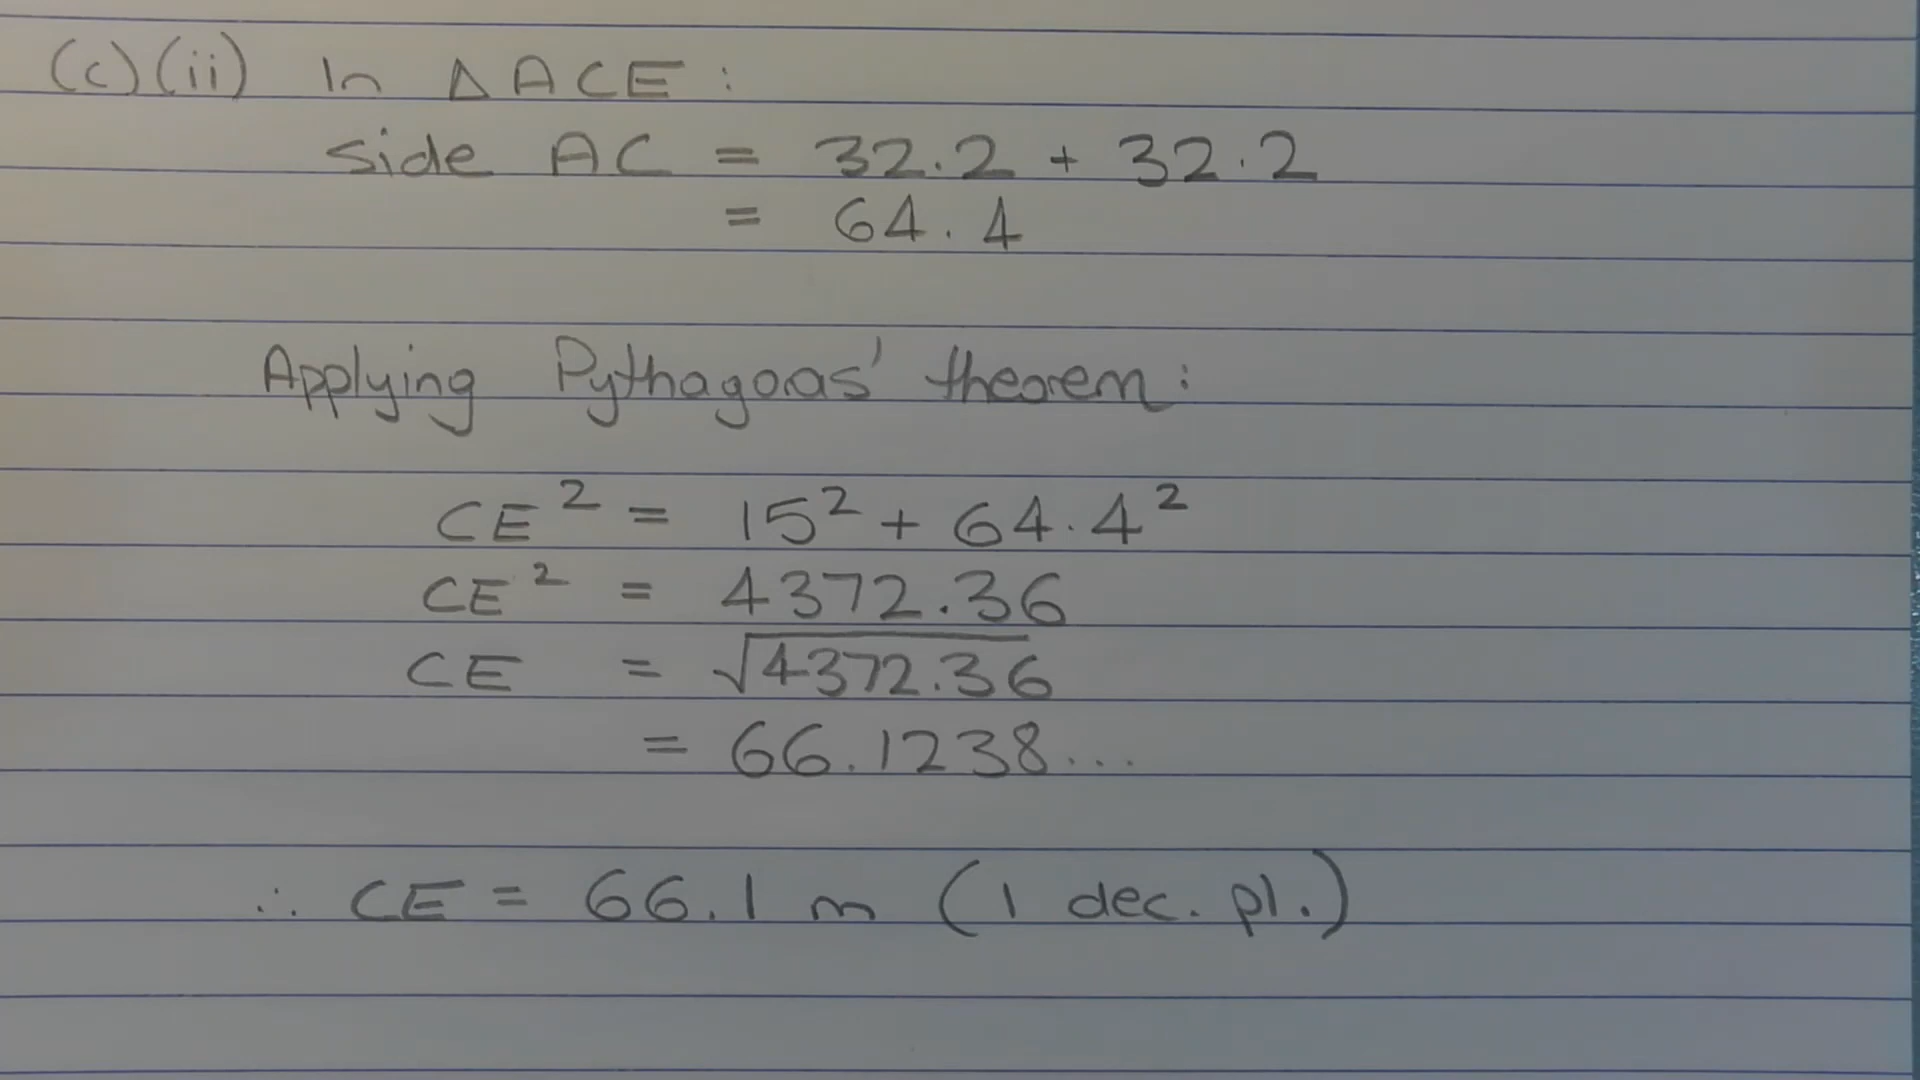 (c)(ii) In △ACE:
side AC = 32.2 + 32.2
= 64.4
Applying Pythagoras' theorem:
CE² = 15² + 64.4²
CE² = 4372.36
CE = √4372.36
= 66.1238...
∴ CE = 66.1 m (1 dec. pl.)